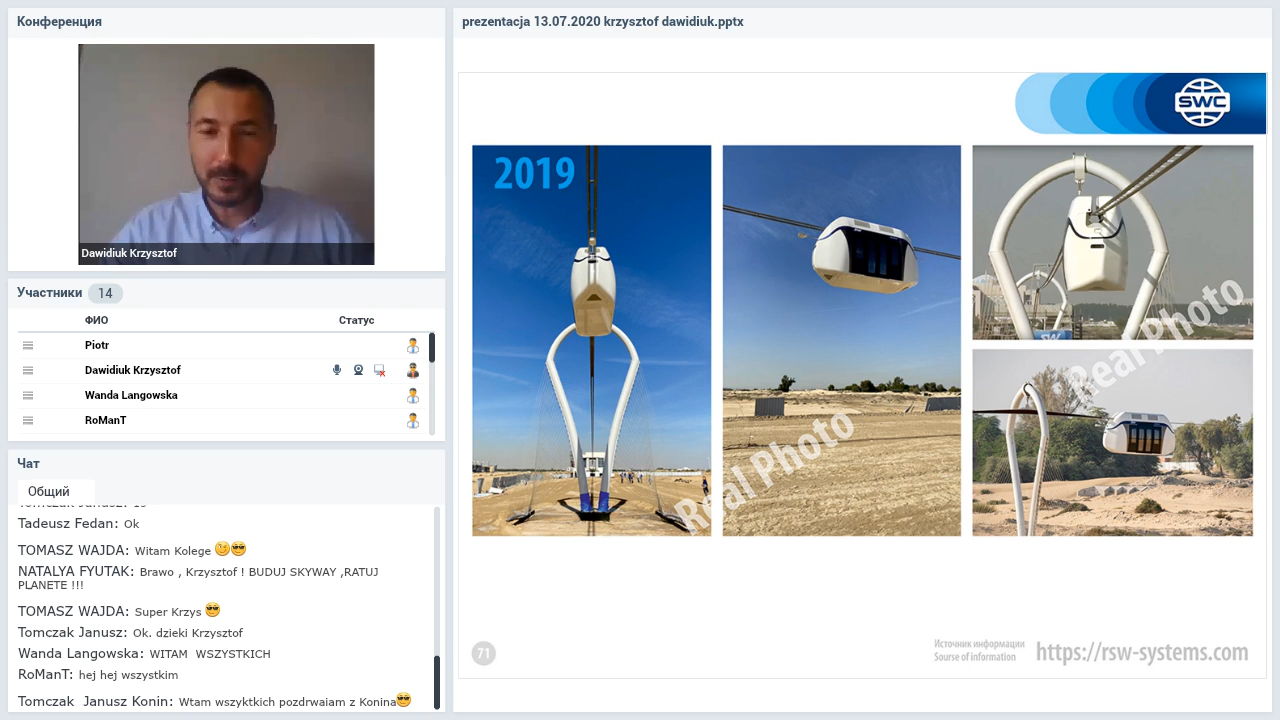 Конференция
Dawidiuk Krzysztof
Участники 14
ФИО Статус
Piotr
Dawidiuk Krzysztof
Wanda Langowska
RoManT
Чат
Общий
Tadeusz Fedan: Ok
TOMASZ WAJDA: Witam Kolege
NATALYA FYUTAK: Brawo , Krzysztof ! BUDUJ SKYWAY ,RATUJ
PLANETE !!!
TOMASZ WAJDA: Super Krzys
Tomczak Janusz: Ok. dzieki Krzysztof
Wanda Langowska: WITAM WSZYSTKICH
RoManT: hej hej wszystkim
Tomczak Janusz Konin: Wtam wszyktkich pozdrwaiam z Konina
prezentacja 13.07.2020 krzysztof dawidiuk.pptx
SWC
2019
Real Photo
Real Photo
71
Источник информации
Sourse of information
https://rsw-systems.com